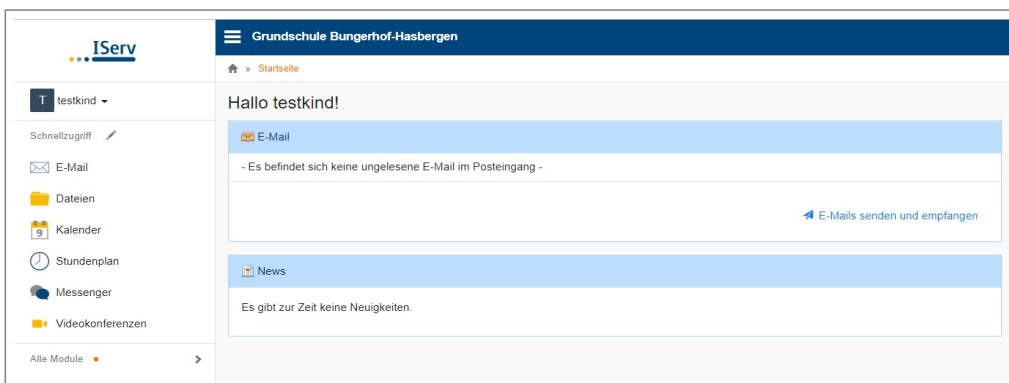 IServ
Grundschule Bungerhof-Hasbergen
» Startseite
T testkind
Hallo testkind!
Schnellzugriff
E-Mail
Dateien
9 Kalender
Stundenplan
Messenger
Videokonferenzen
Alle Module
E-Mail
- Es befindet sich keine ungelesene E-Mail im Posteingang -
E-Mails senden und empfangen
News
Es gibt zur Zeit keine Neuigkeiten.